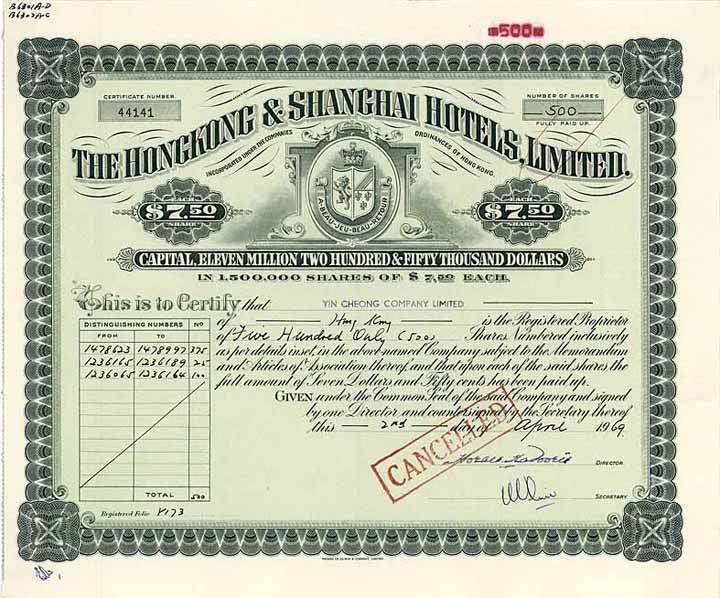 B6801A-D
B6802A-C
500
CERTIFICATE NUMBER
44141
NUMBER OF SHARES
500
FULLY PAID UP.
THE HONGKONG & SHANGHAI HOTELS, LIMITED.
INCORPORATED UNDER THE COMPANIES ORDINANCES OF HONG KONG.
A·BEAU·JEU·BEAU·RETOUR
EACH $7.50 SHARE
EACH $7.50 SHARE
CAPITAL, ELEVEN MILLION TWO HUNDRED & FIFTY THOUSAND DOLLARS
IN 1,500,000 SHARES OF $7.50 EACH.
This is to Certify that YIN CHEONG COMPANY LIMITED
of Hong Kong is the Registered Proprietor
of Five Hundred Only (500) Shares Numbered inclusively
as per details inset, in the above-named Company subject to the Memorandum
and Articles of Association thereof, and that upon each of the said shares the
full amount of Seven Dollars and Fifty cents has been paid up.
GIVEN under the Common Seal of the said Company and signed
by one Director, and countersigned by the Secretary thereof
this 2nd day of April 1969
DISTINGUISHING NUMBERS No
FROM TO
1478623 1478997 375
1236165 1236189 25
1236065 1236164 100
TOTAL 500
Registered Folio Y173
CANCELLED
Horace Kadoorie DIRECTOR.
SECRETARY.